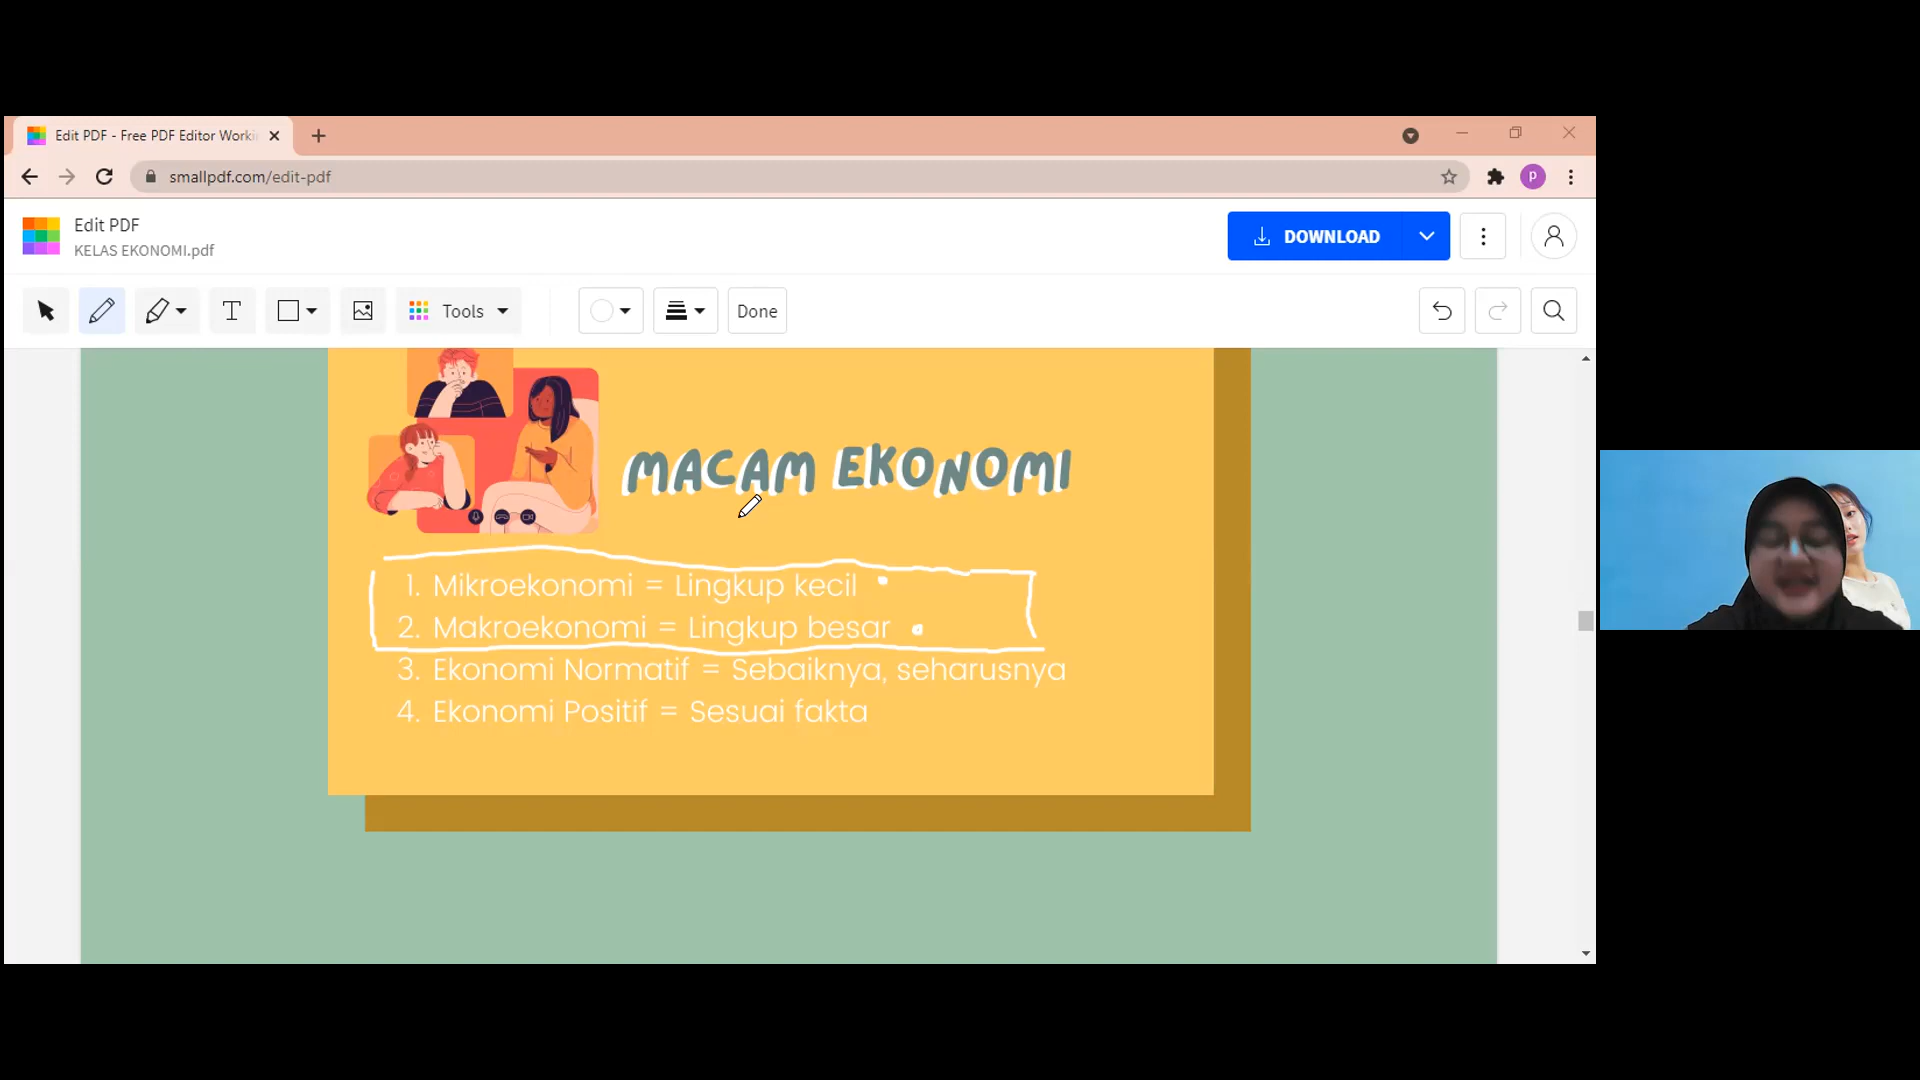 Edit PDF - Free PDF Editor Worki
smallpdf.com/edit-pdf
P
Edit PDF
KELAS EKONOMI.pdf
DOWNLOAD
T
Tools
Done
MACAM EKONOMI
1. Mikroekonomi = Lingkup kecil
2. Makroekonomi = Lingkup besar
3. Ekonomi Normatif = Sebaiknya, seharusnya
4. Ekonomi Positif = Sesuai fakta